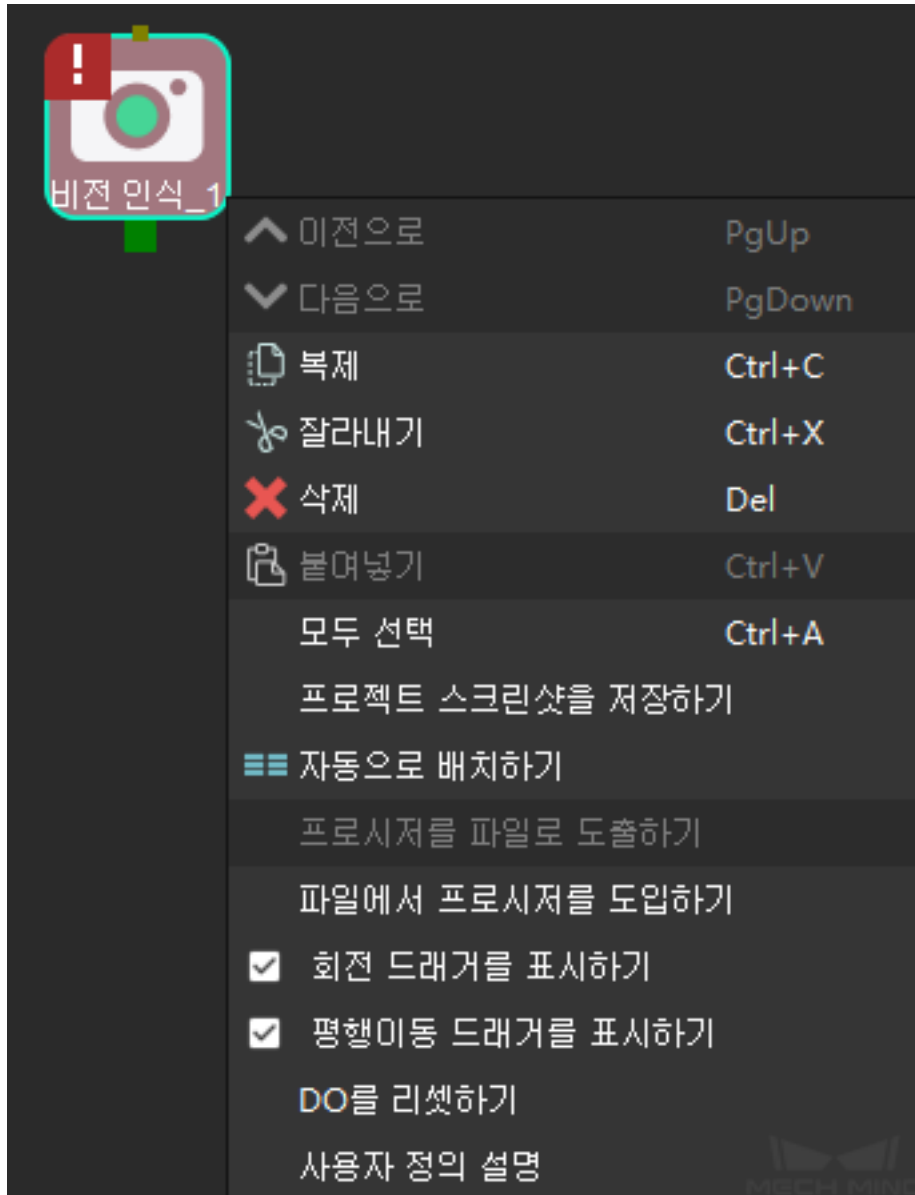 !
비전 인식_1
이전으로 PgUp
다음으로 PgDown
복제 Ctrl+C
잘라내기 Ctrl+X
삭제 Del
붙여넣기 Ctrl+V
모두 선택 Ctrl+A
프로젝트 스크린샷을 저장하기
자동으로 배치하기
프로시저를 파일로 도출하기
파일에서 프로시저를 도입하기
회전 드래거를 표시하기
평행이동 드래거를 표시하기
DO를 리셋하기
사용자 정의 설명
MECH MIND